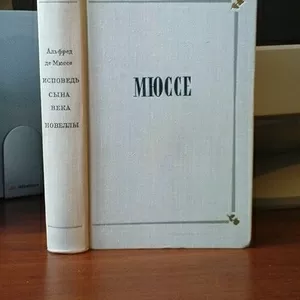 Альфред
де Мюссе
ИСПОВЕДЬ
СЫНА
ВЕКА
НОВЕЛЛЫ
МЮССЕ